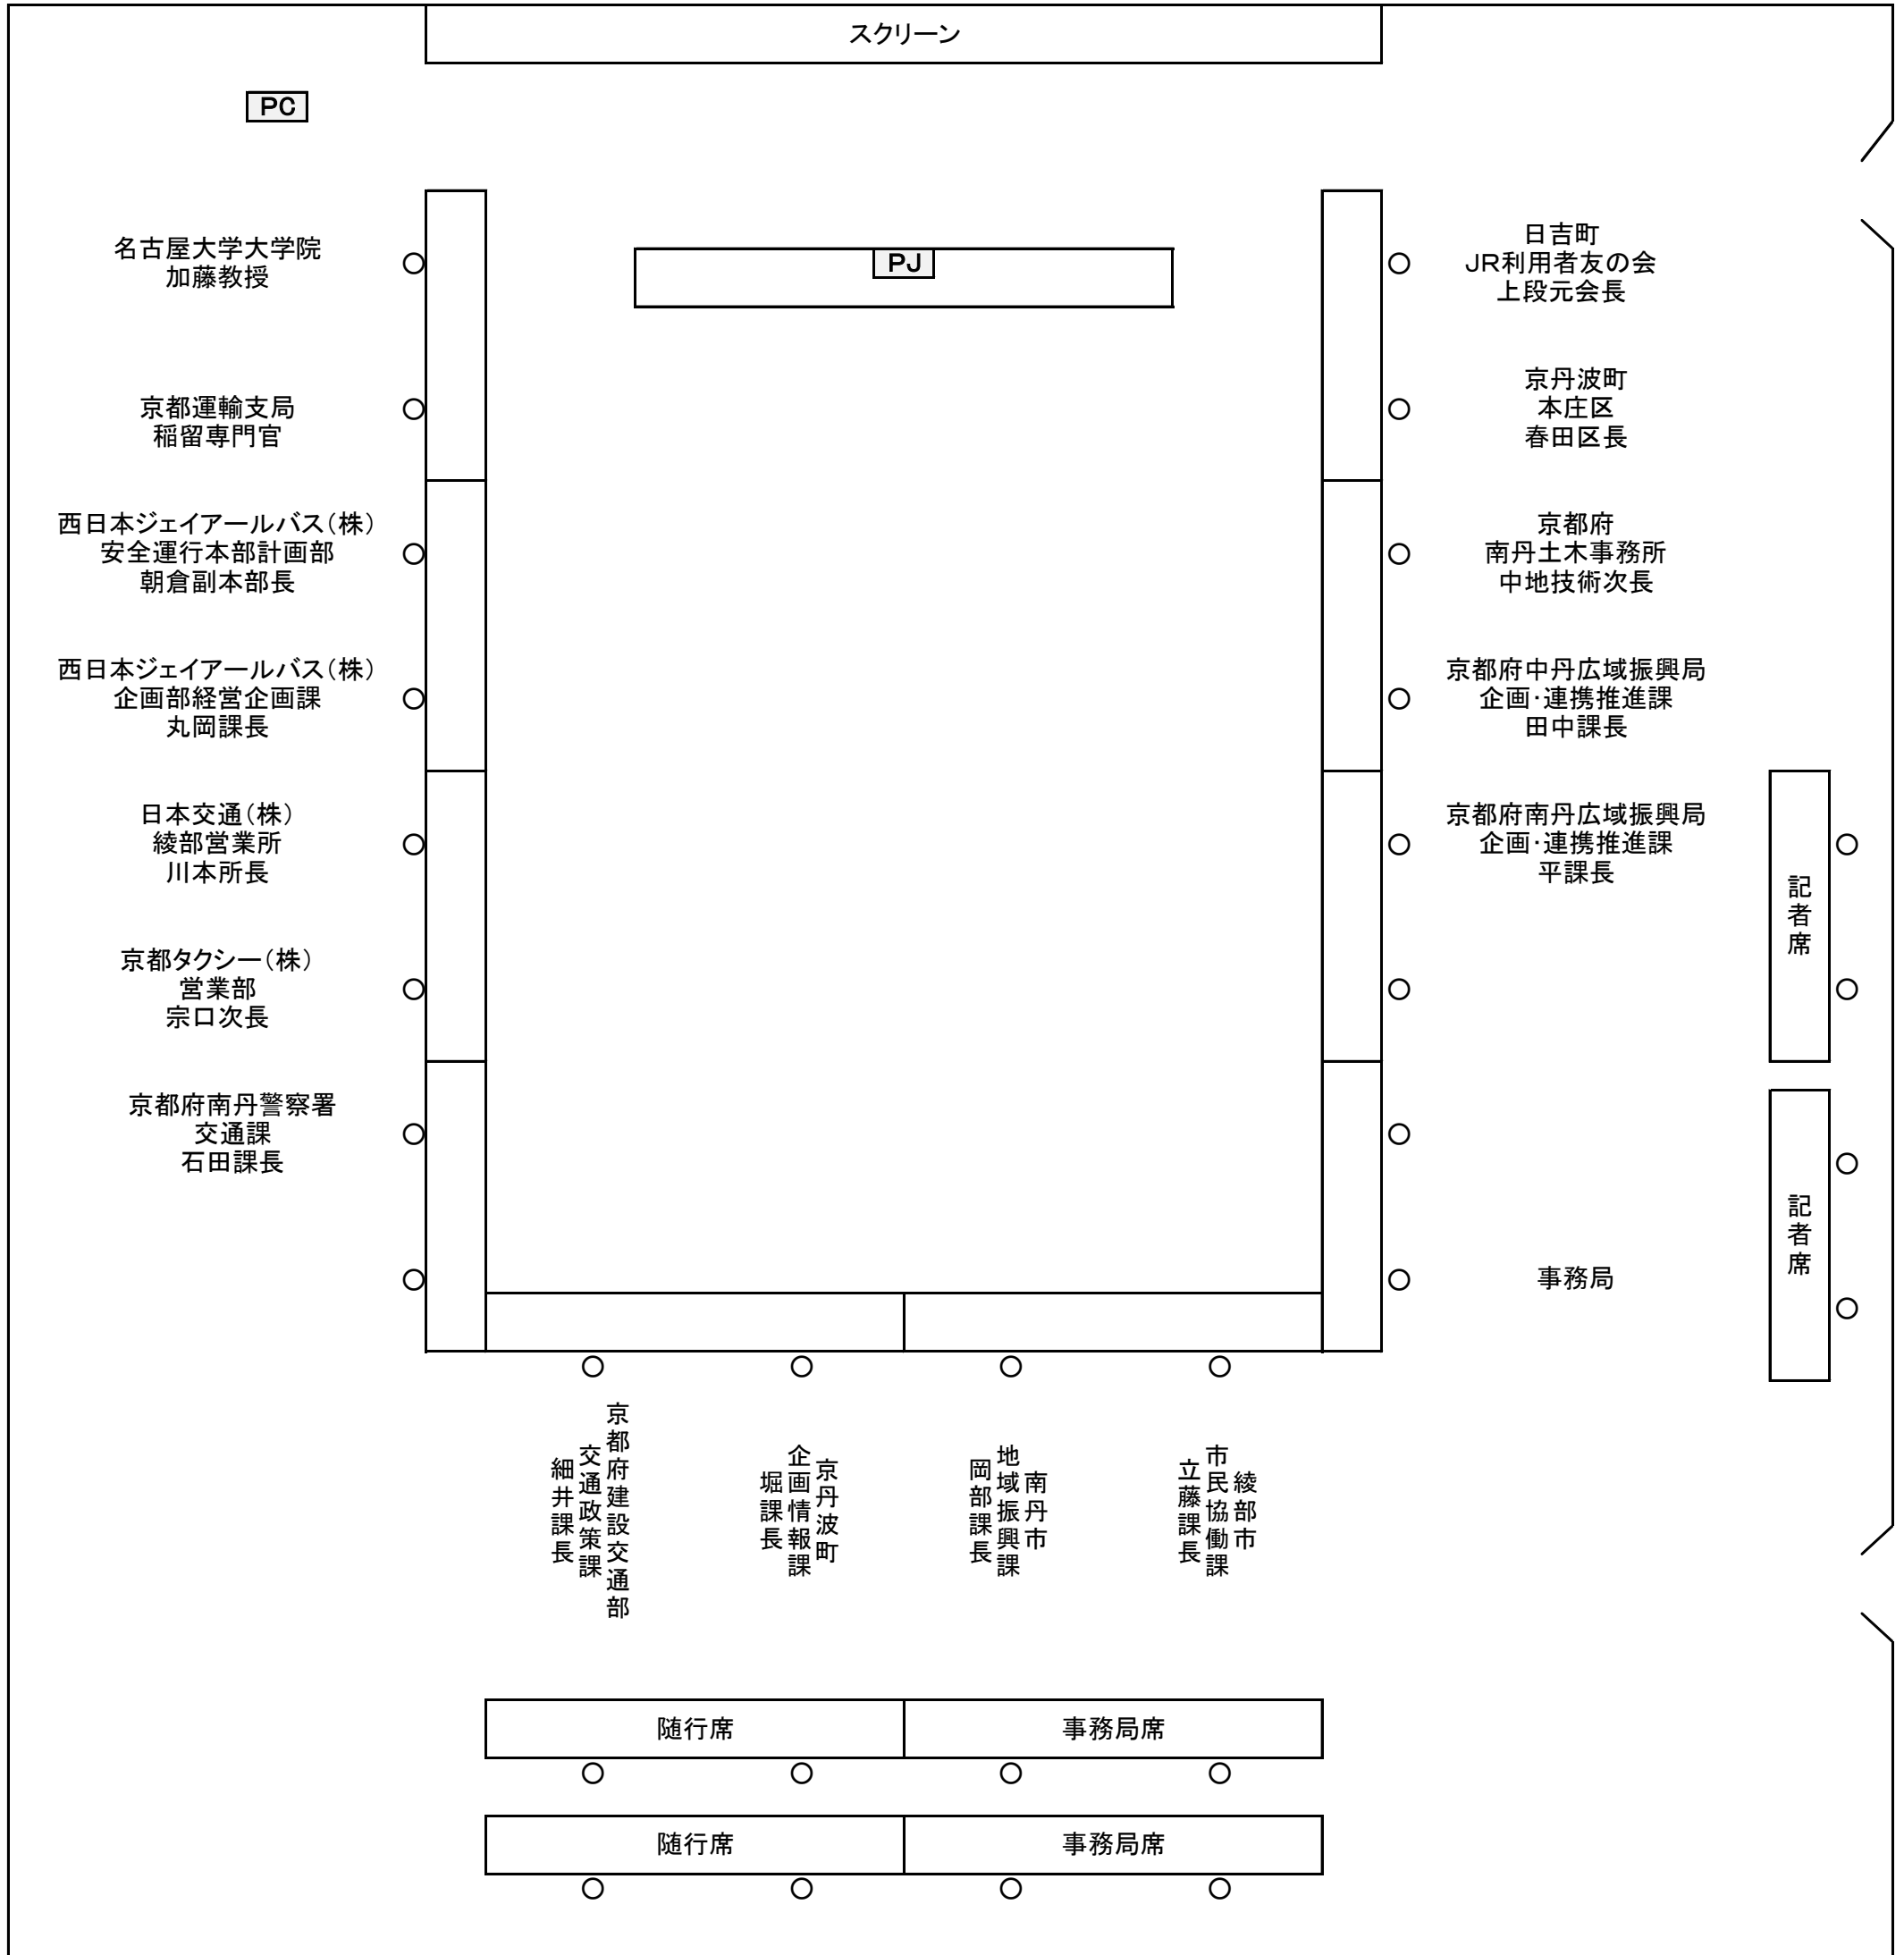 スクリーン
PC
PJ
名古屋大学大学院
加藤教授
京都運輸支局
稲留専門官
西日本ジェイアールバス（株）
安全運行本部計画部
朝倉副本部長
西日本ジェイアールバス（株）
企画部経営企画課
丸岡課長
日本交通（株）
綾部営業所
川本所長
京都タクシー（株）
営業部
宗口次長
京都府南丹警察署
交通課
石田課長
日吉町
JR利用者友の会
上段元会長
京丹波町
本庄区
春田区長
京都府
南丹土木事務所
中地技術次長
京都府中丹広域振興局
企画・連携推進課
田中課長
京都府南丹広域振興局
企画・連携推進課
平課長
事務局
記者席
記者席
京都府建設交通部
交通政策課
細井課長
京丹波町
企画情報課
堀課長
南丹市
地域振興課
岡部課長
綾部市
市民協働課
立藤課長
随行席
事務局席
随行席
事務局席